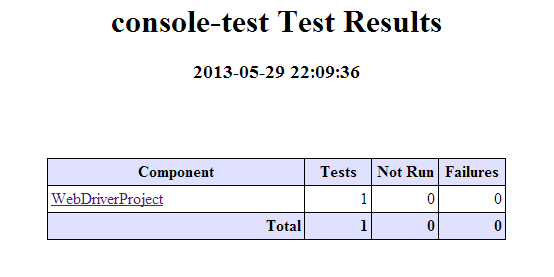 console-test Test Results
2013-05-29 22:09:36
Component Tests Not Run Failures
WebDriverProject 1 0 0
Total 1 0 0